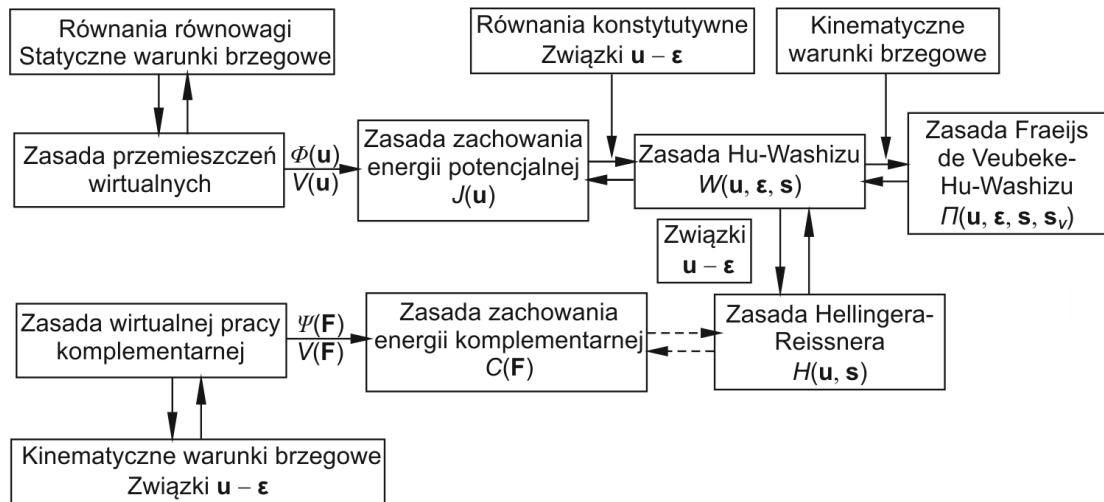 Równania równowagi
Statyczne warunki brzegowe
Równania konstytutywne
Związki u – ε
Kinematyczne
warunki brzegowe
Zasada przemieszczeń
wirtualnych
Φ(u)
V(u)
Zasada zachowania
energii potencjalnej
J(u)
Zasada Hu-Washizu
W(u, ε, s)
Zasada Fraeijs
de Veubeke-
Hu-Washizu
Π(u, ε, s, sᵥ)
Związki
u – ε
Zasada wirtualnej pracy
komplementarnej
Ψ(F)
V(F)
Zasada zachowania
energii komplementarnej
C(F)
Zasada Hellingera-
Reissnera
H(u, s)
Kinematyczne warunki brzegowe
Związki u – ε